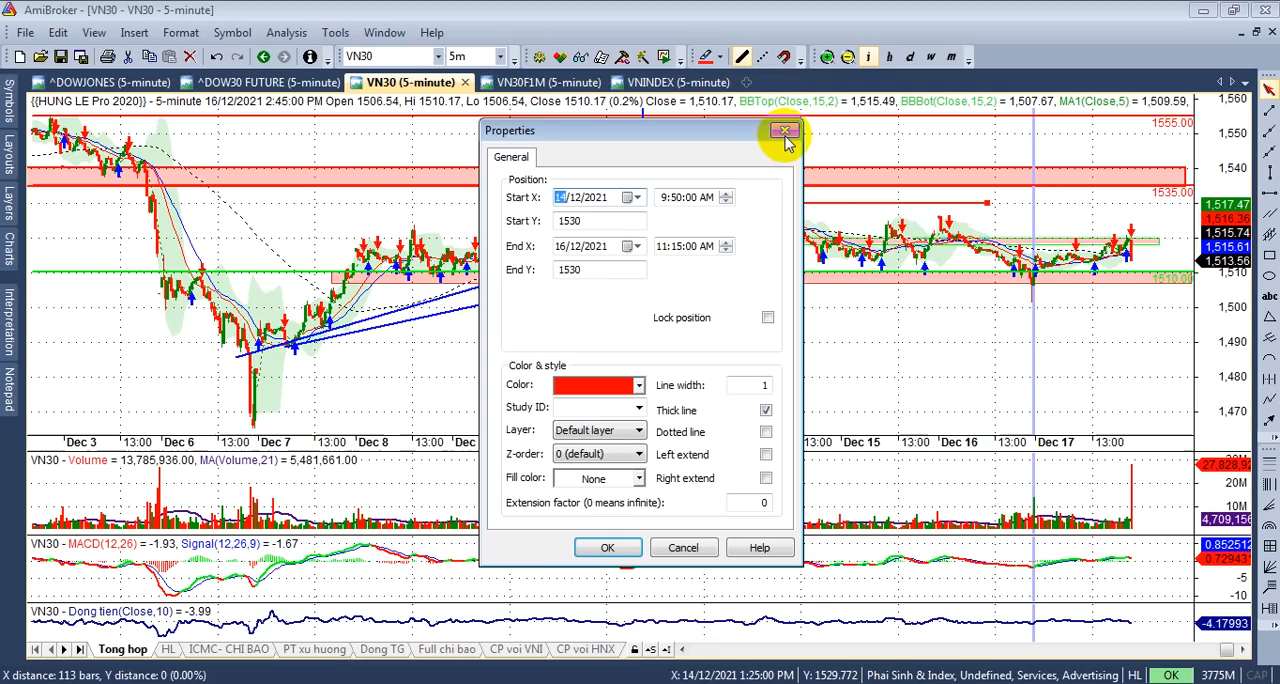 AmiBroker - [VN30 - VN30 - 5-minute]
File Edit View Insert Format Symbol Analysis Tools Window Help
VN30 5m i h d w m
^DOWJONES (5-minute) ^DOW30 FUTURE (5-minute) VN30 (5-minute) VN30F1M (5-minute) VNINDEX (5-minute)
{{HUNG LE Pro 2020}} - 5-minute 16/12/2021 2:45:00 PM Open 1506.54, Hi 1510.17, Lo 1506.54, Close 1510.17 (0.2%) Close = 1,510.17, BBTop(Close,15,2) = 1,515.49, BBBot(Close,15,2) = 1,507.67, MA1(Close,5) = 1,509.59,
Symbols
Layouts
Layers
Charts
Interpretation
Notepad
abc
1,560
1555.00
1,550
1,540
1535.00
1,517.47
1,516.36
1,515.74
1,515.61
1,513.56
1,510
1510.00
1,500
1,490
1,480
1,470
Properties
General
Position:
Start X: 14/12/2021 9:50:00 AM
Start Y: 1530
End X: 16/12/2021 11:15:00 AM
End Y: 1530
Lock position
Color & style
Color: Line width: 1
Study ID: Thick line
Layer: Default layer Dotted line
Z-order: 0 (default) Left extend
Fill color: None Right extend
Extension factor (0 means infinite): 0
OK Cancel Help
Dec 3 13:00 Dec 6 13:00 Dec 7 13:00 Dec 8 13:00 Dec 13:00 Dec 15 13:00 Dec 16 13:00 Dec 17 13:00
VN30 - Volume = 13,785,936.00, MA(Volume,21) = 5,481,661.00
27,828,92
20M
10M
4,709,156
VN30 - MACD(12,26) = -1.93, Signal(12,26,9) = -1.67
0.852512
0.729431
-5
-10
VN30 - Dong tien(Close,10) = -3.99
-4.17993
Tong hop HL ICMC- CHI BAO PT xu huong Dong TG Full chi bao CP voi VNI CP voi HNX
X distance: 113 bars, Y distance: 0 (0.00%) X: 14/12/2021 1:25:00 PM Y: 1529.772 Phai Sinh & Index, Undefined, Services, Advertising HL OK 3775M CAP